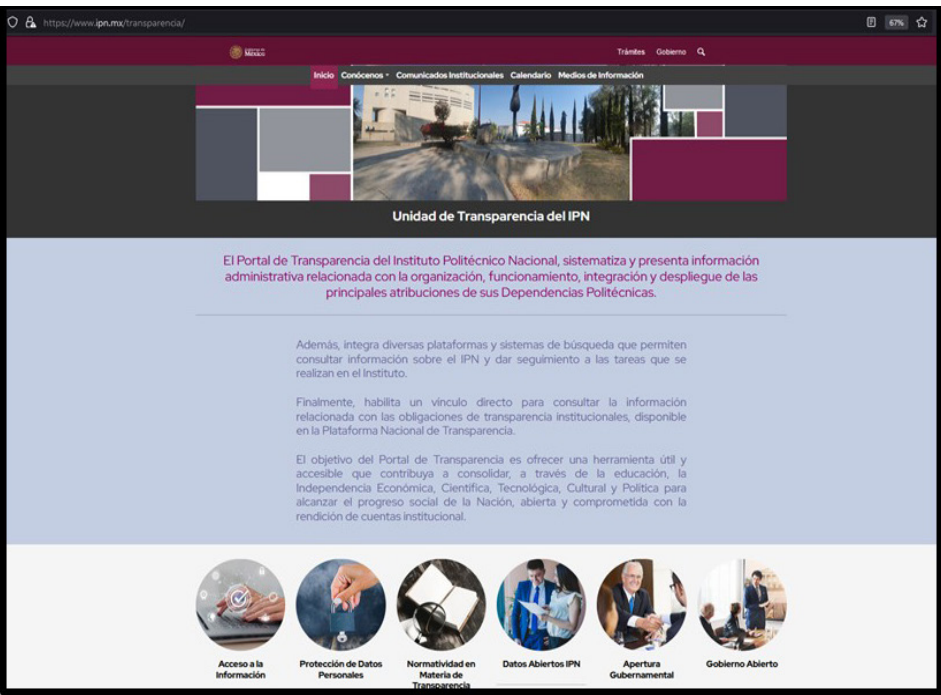 https://www.ipn.mx/transparencia/
67%
Gobierno de
México
Trámites Gobierno
Inicio Conócenos Comunicados Institucionales Calendario Medios de Información
Unidad de Transparencia del IPN
El Portal de Transparencia del Instituto Politécnico Nacional, sistematiza y presenta información
administrativa relacionada con la organización, funcionamiento, integración y despliegue de las
principales atribuciones de sus Dependencias Politécnicas.
Además, integra diversas plataformas y sistemas de búsqueda que permiten
consultar información sobre el IPN y dar seguimiento a las tareas que se
realizan en el Instituto.
Finalmente, habilita un vínculo directo para consultar la información
relacionada con las obligaciones de transparencia institucionales, disponible
en la Plataforma Nacional de Transparencia.
El objetivo del Portal de Transparencia es ofrecer una herramienta útil y
accesible que contribuya a consolidar, a través de la educación, la
Independencia Económica, Científica, Tecnológica, Cultural y Política para
alcanzar el progreso social de la Nación, abierta y comprometida con la
rendición de cuentas institucional.
Acceso a la
Información
Protección de Datos
Personales
Normatividad en
Materia de
Transparencia
Datos Abiertos IPN
Apertura
Gubernamental
Gobierno Abierto